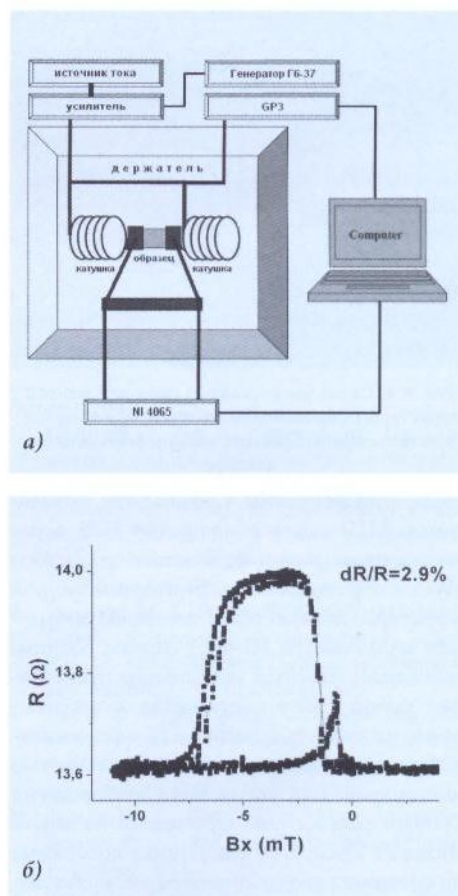 источник тока
Генератор Г6-37
усилитель
GP3
держатель
Computer
образец
катушка
катушка
NI 4065
а)
14,0
dR/R=2.9%
13,8
R (Ω)
13,6
-10
-5
0
Bx (mT)
б)